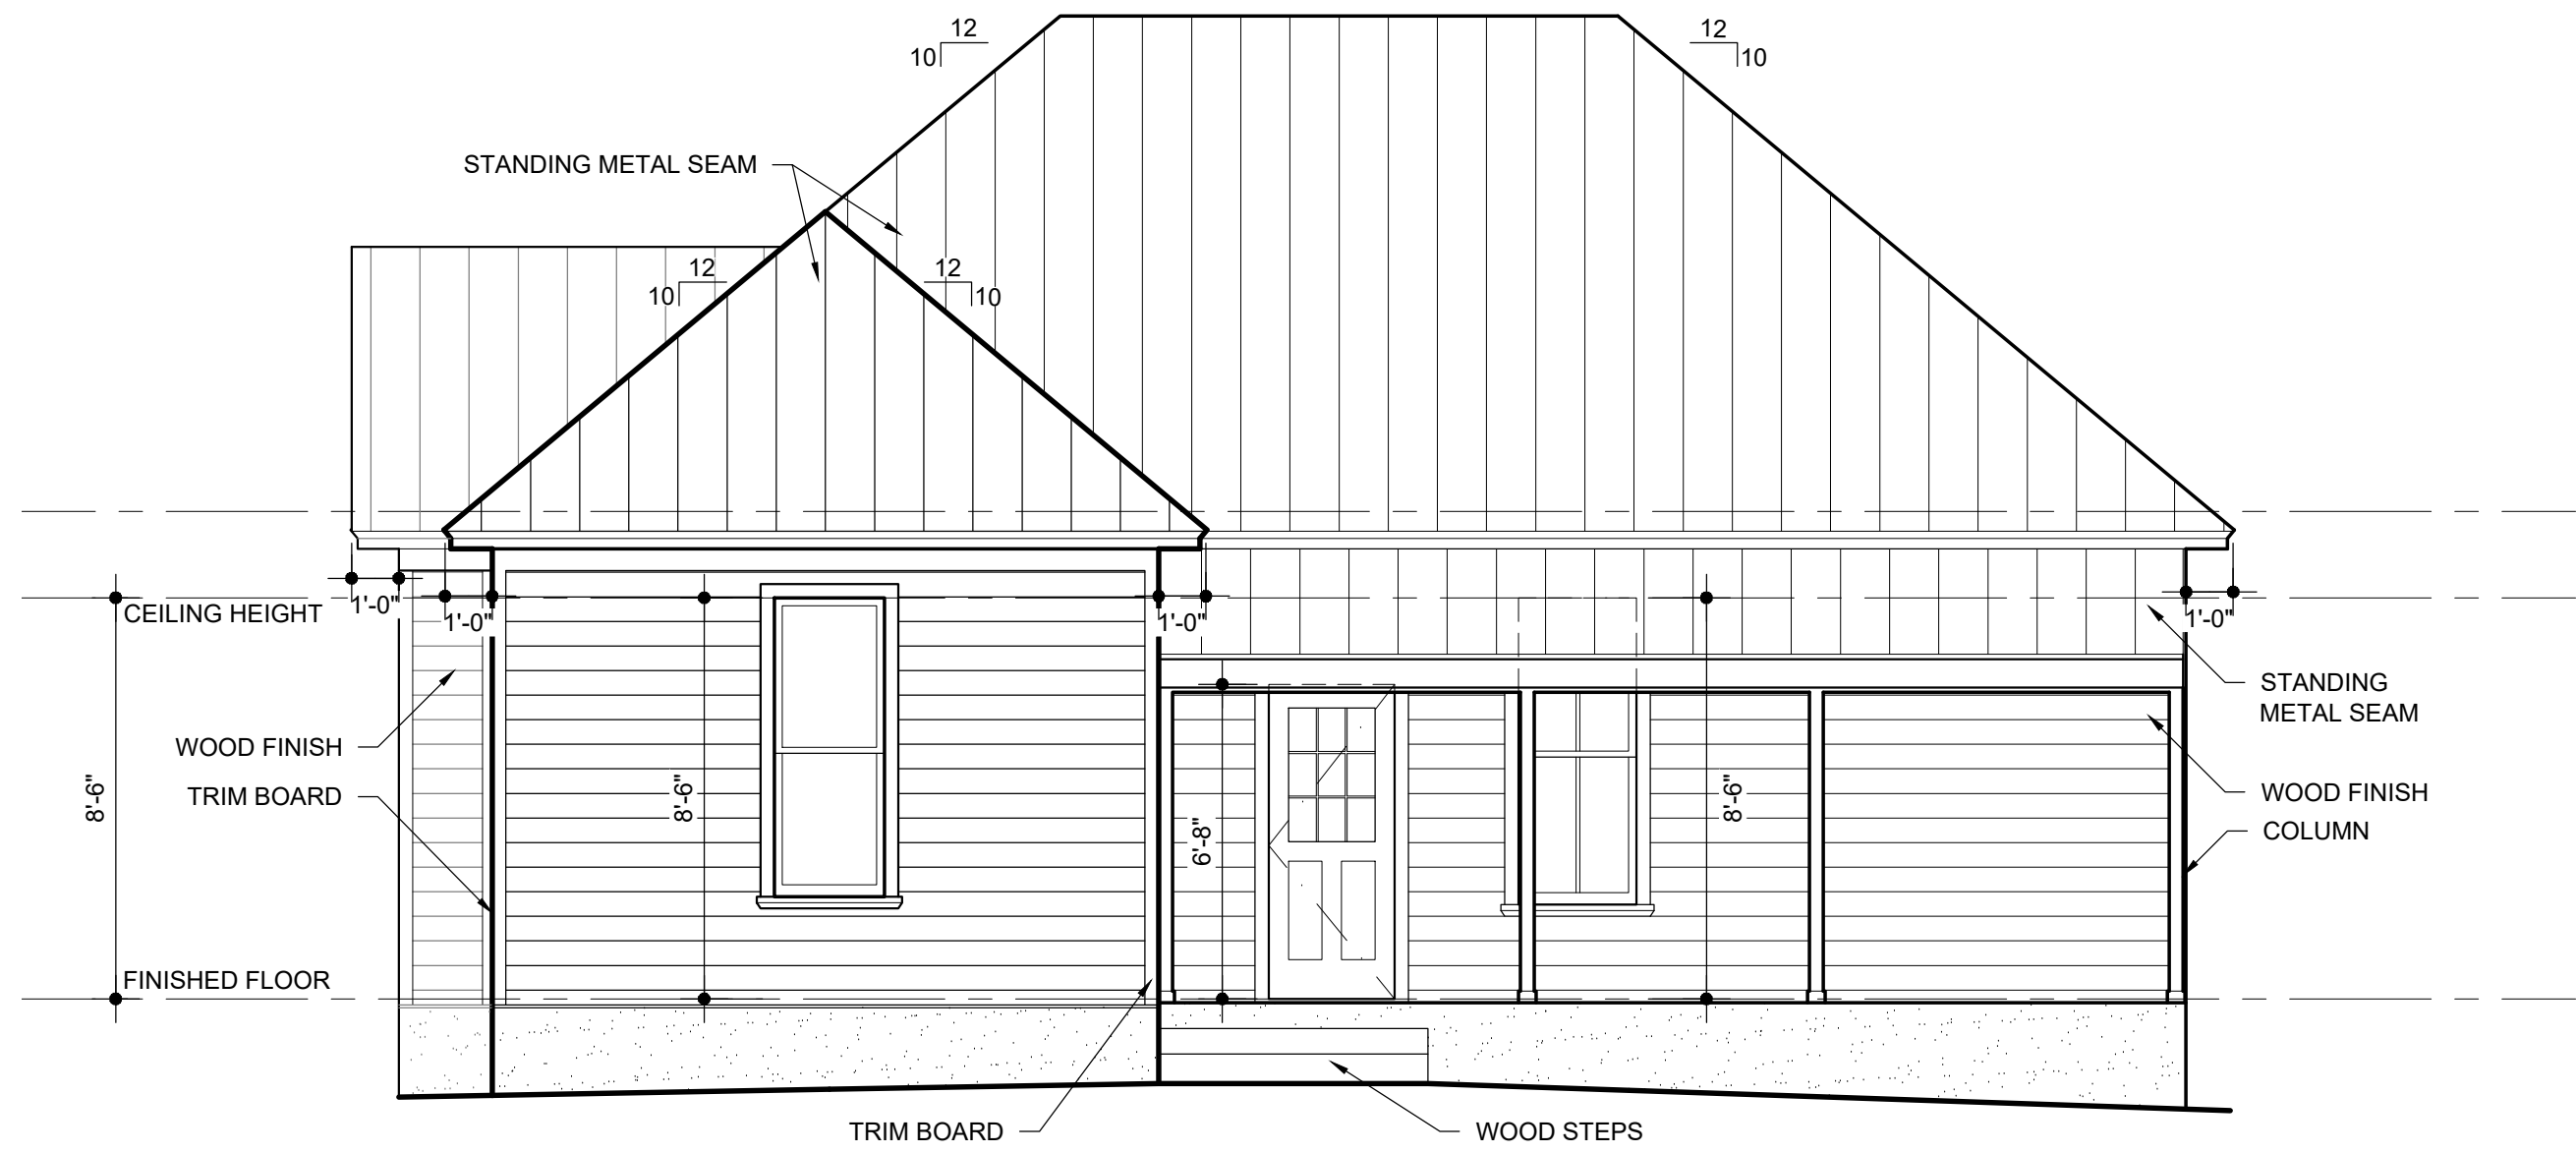 12
10
12
10
STANDING METAL SEAM
12
10
12
10
1'-0"
1'-0"
1'-0"
1'-0"
CEILING HEIGHT
STANDING
METAL SEAM
WOOD FINISH
TRIM BOARD
8'-6"
8'-6"
6'-8"
8'-6"
WOOD FINISH
COLUMN
FINISHED FLOOR
TRIM BOARD
WOOD STEPS